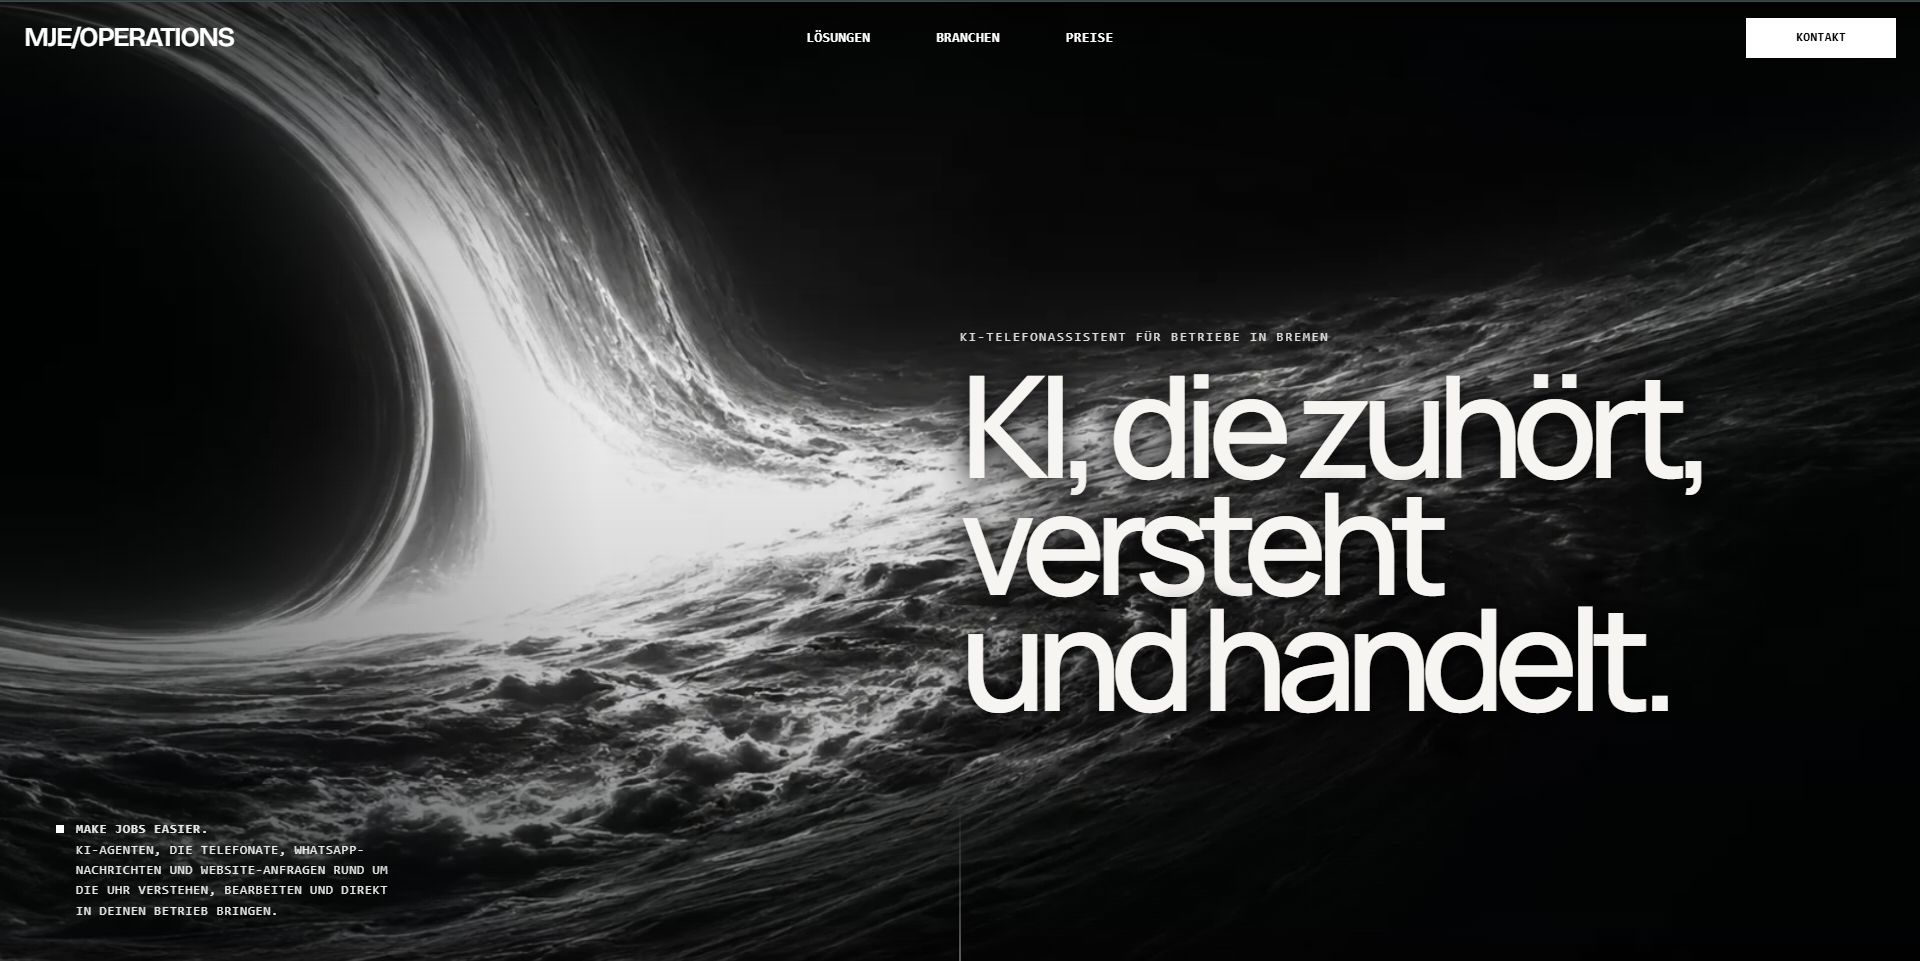 MJE/OPERATIONS
LÖSUNGEN
BRANCHEN
PREISE
KONTAKT
KI-TELEFONASSISTENT FÜR BETRIEBE IN BREMEN
KI, die zuhört,
versteht
und handelt.
MAKE JOBS EASIER.
KI-AGENTEN, DIE TELEFONATE, WHATSAPP-
NACHRICHTEN UND WEBSITE-ANFRAGEN RUND UM
DIE UHR VERSTEHEN, BEARBEITEN UND DIREKT
IN DEINEN BETRIEB BRINGEN.